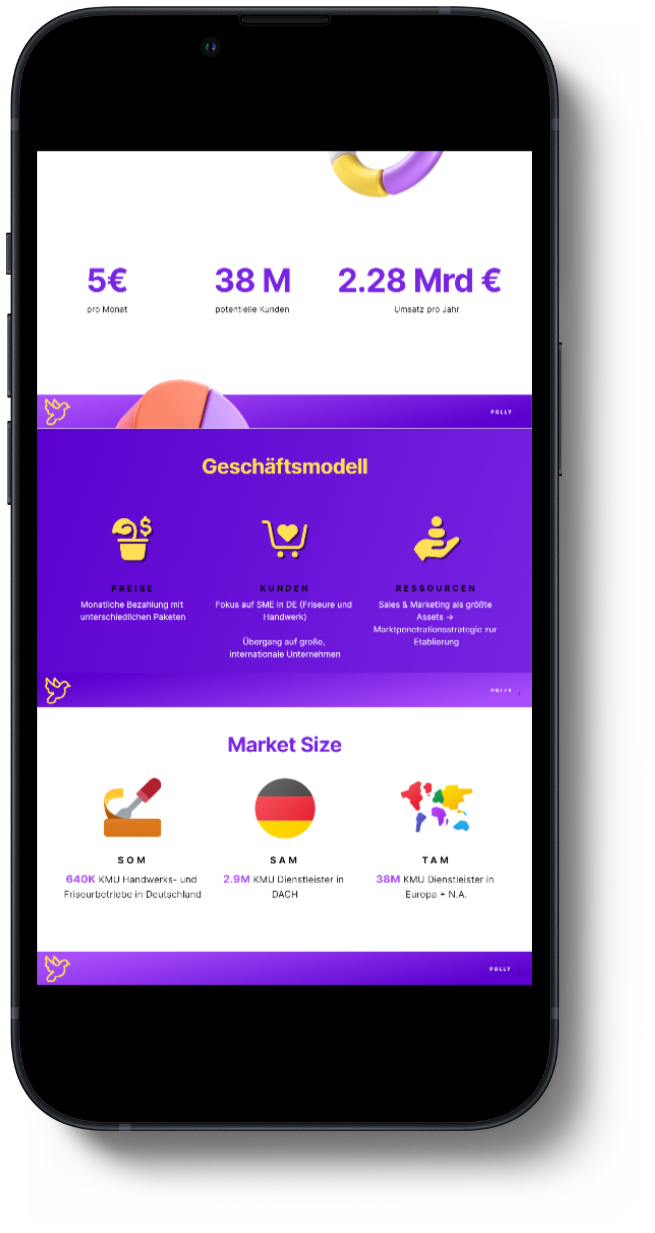 5€
38 M
2.28 Mrd €
pro Monat
potentielle Kunden
Umsatz pro Jahr
POLLY
Geschäftsmodell
PREISE
Monatliche Bezahlung mit
unterschiedlichen Paketen
KUNDEN
Fokus auf SME in DE (Friseure und
Handwerk)
Übergang auf große,
internationale Unternehmen
RESSOURCEN
Sales & Marketing als größte
Assets →
Marktpenetrationsstrategie zur
Etablierung
POLLY
Market Size
SOM
640K KMU Handwerks- und
Friseurbetriebe in Deutschland
SAM
2.9M KMU Dienstleister in
DACH
TAM
38M KMU Dienstleister in
Europa + N.A.
POLLY